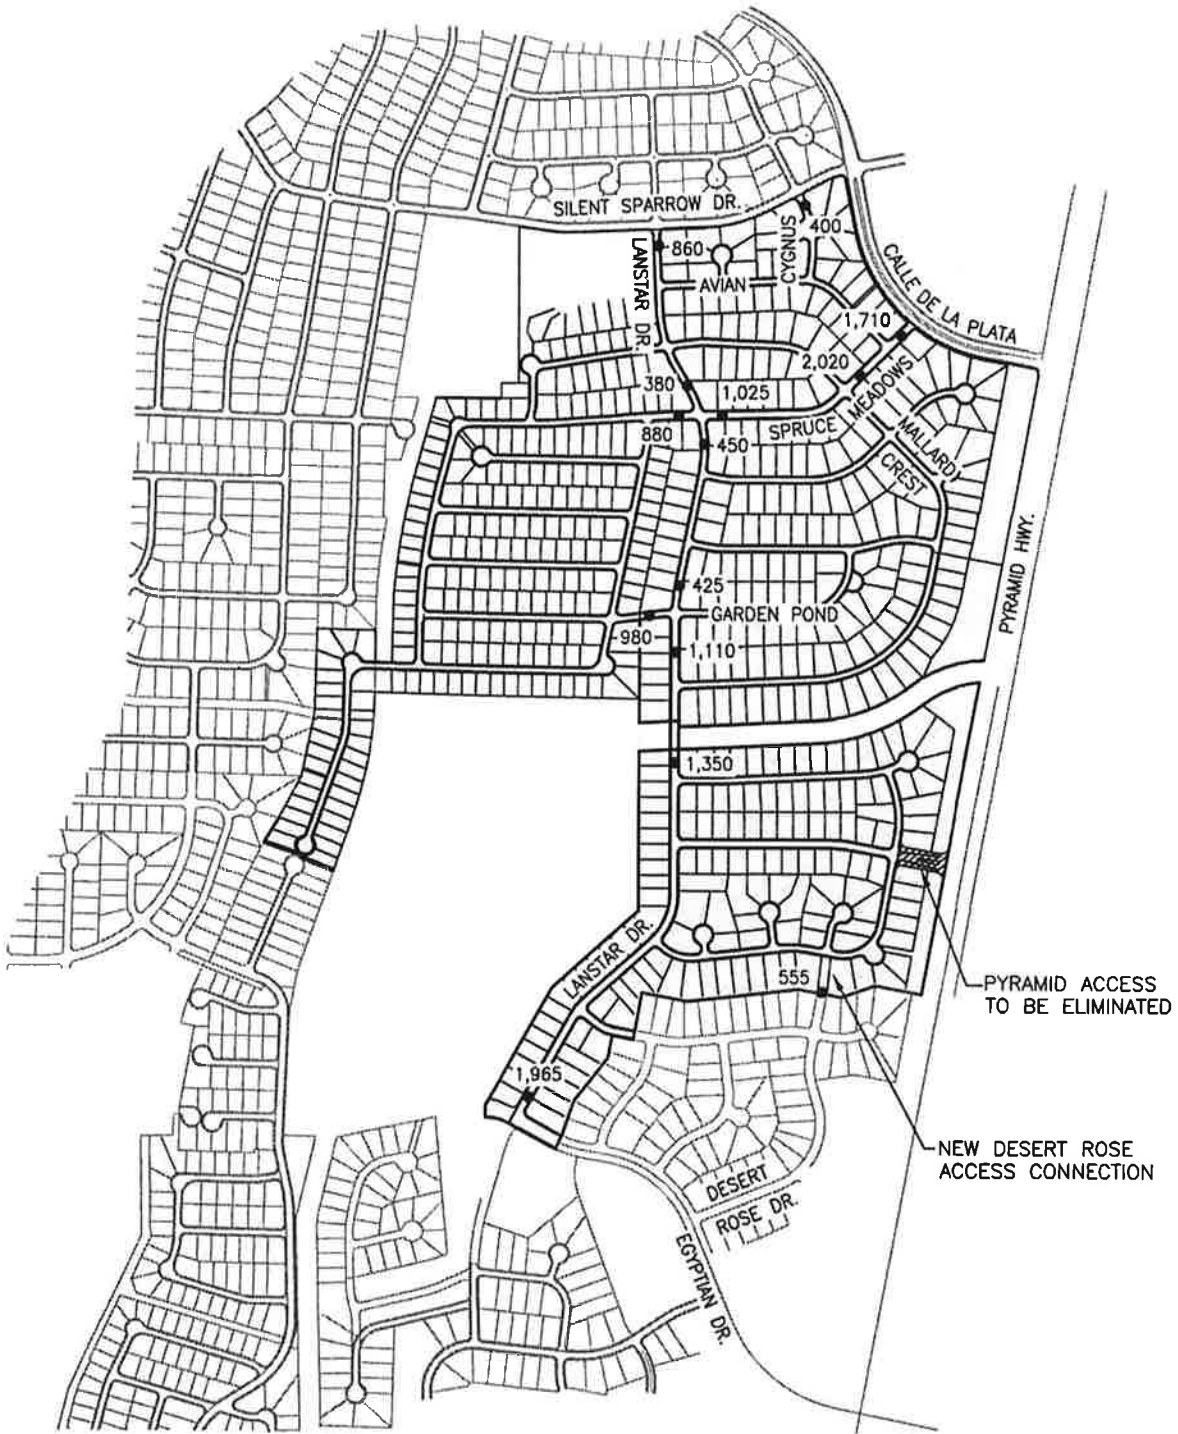 SILENT SPARROW DR.
CYGNUS
400
LANSTAR DR.
860
AVIAN
CALLE DE LA PLATA
1,710
2,020
380
1,025
SPRUCE MEADOWS
880
450
MALLARD
CREST
PYRAMID HWY.
425
GARDEN POND
980
1,110
1,350
LANSTAR DR.
555
PYRAMID ACCESS
TO BE ELIMINATED
1,965
NEW DESERT ROSE
ACCESS CONNECTION
DESERT
ROSE DR.
EGYPTIAN DR.